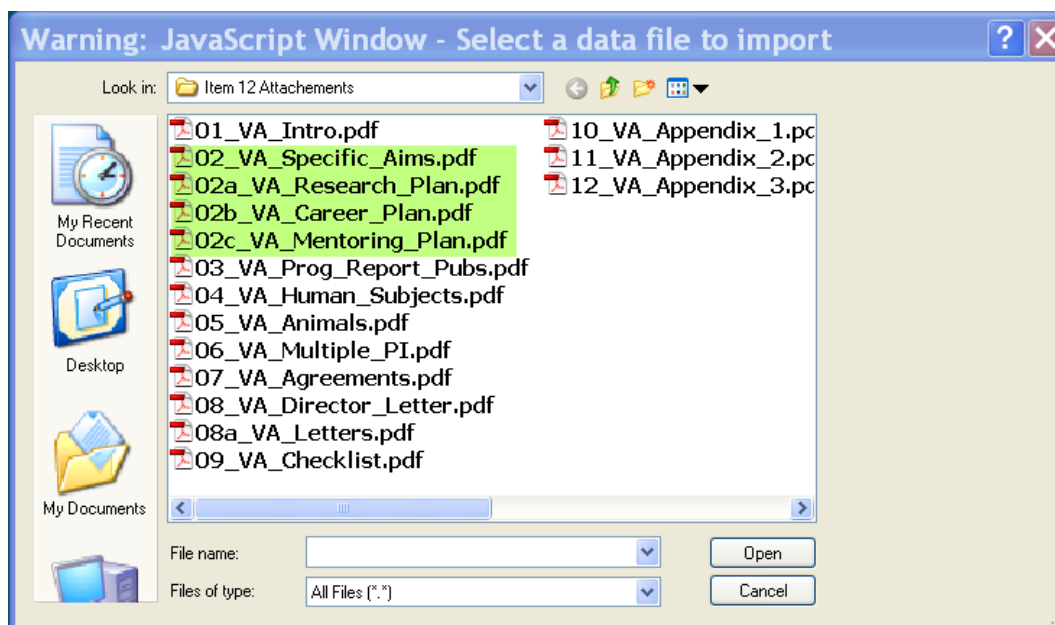 Warning: JavaScript Window - Select a data file to import
Look in: Item 12 Attachements
My Recent
Documents
Desktop
My Documents
01_VA_Intro.pdf
02_VA_Specific_Aims.pdf
02a_VA_Research_Plan.pdf
02b_VA_Career_Plan.pdf
02c_VA_Mentoring_Plan.pdf
03_VA_Prog_Report_Pubs.pdf
04_VA_Human_Subjects.pdf
05_VA_Animals.pdf
06_VA_Multiple_PI.pdf
07_VA_Agreements.pdf
08_VA_Director_Letter.pdf
08a_VA_Letters.pdf
09_VA_Checklist.pdf
10_VA_Appendix_1.pc
11_VA_Appendix_2.pc
12_VA_Appendix_3.pc
File name:
Open
Files of type: All Files (*.*)
Cancel